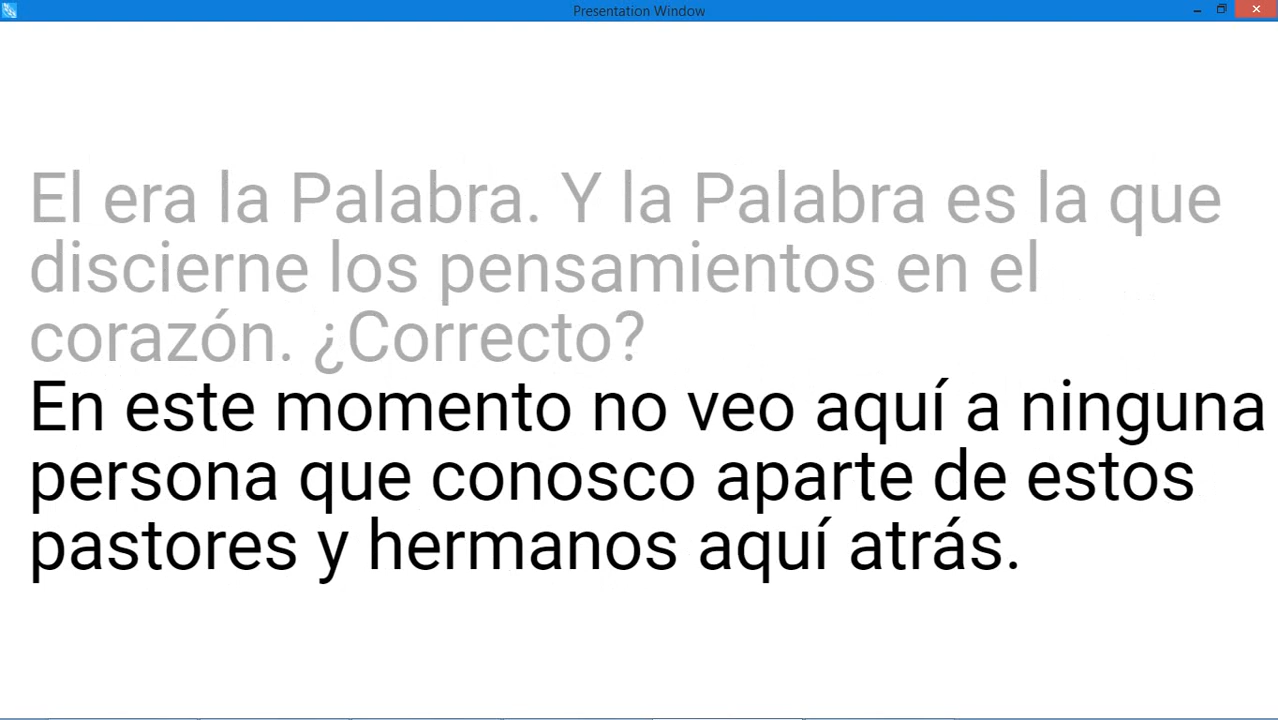 Presentation Window
El era la Palabra. Y la Palabra es la que
discierne los pensamientos en el
corazón. ¿Correcto?
En este momento no veo aquí a ninguna
persona que conosco aparte de estos
pastores y hermanos aquí atrás.